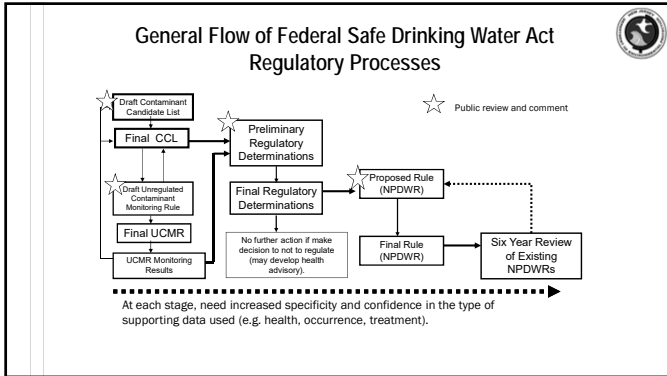 General Flow of Federal Safe Drinking Water Act
Regulatory Processes
Public review and comment
Draft Contaminant
Candidate List
Final CCL
Draft Unregulated
Contaminant
Monitoring Rule
Final UCMR
UCMR Monitoring
Results
Preliminary
Regulatory
Determinations
Final Regulatory
Determinations
No further action if make
decision to not to regulate
(may develop health
advisory).
Proposed Rule
(NPDWR)
Final Rule
(NPDWR)
Six Year Review
of Existing
NPDWRs
At each stage, need increased specificity and confidence in the type of
supporting data used (e.g. health, occurrence, treatment).